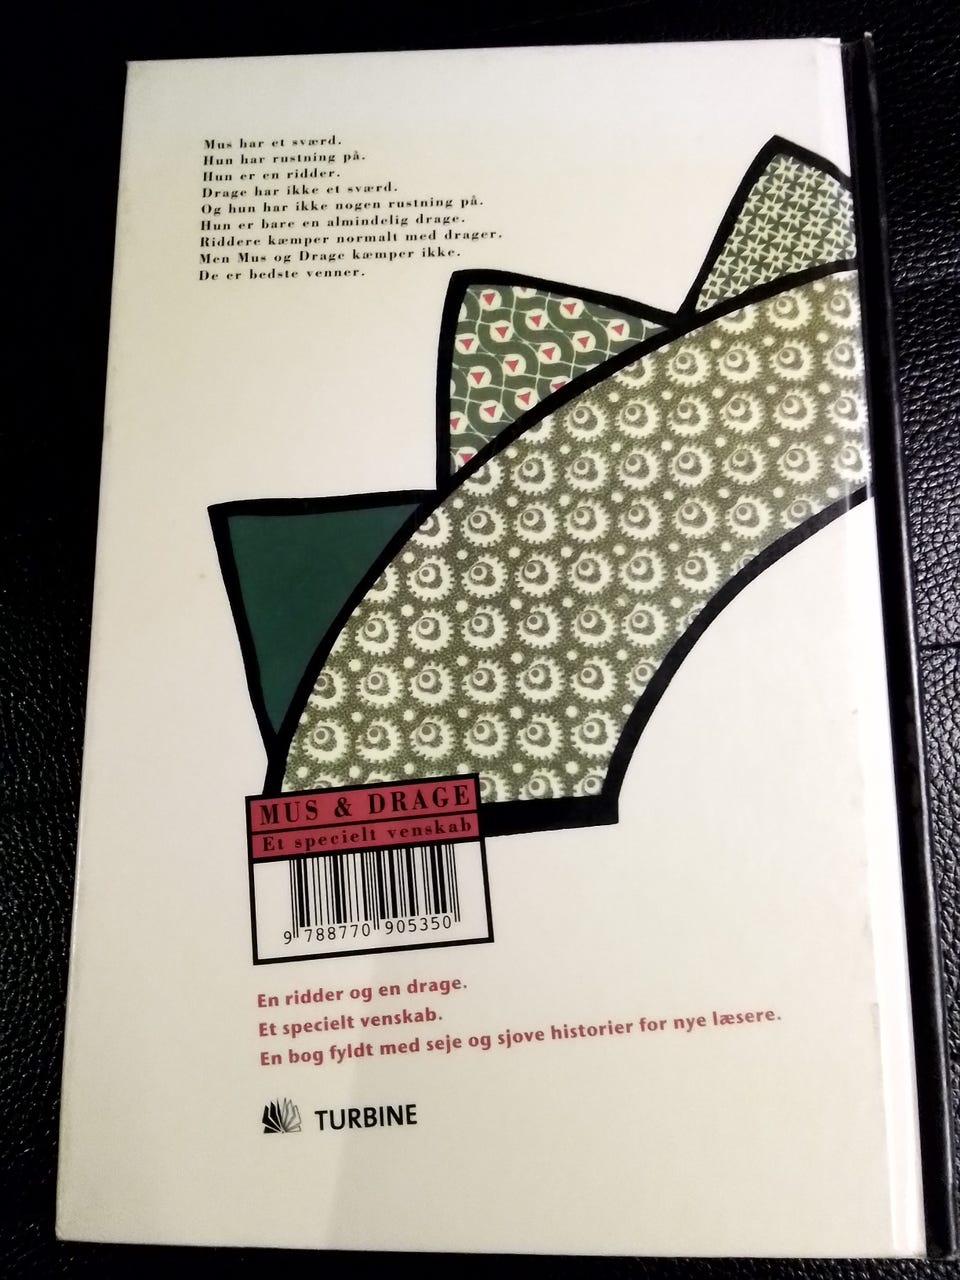 Mus har et sværd.
Hun har rustning på.
Hun er en ridder.
Drage har ikke et sværd.
Og hun har ikke nogen rustning på.
Hun er bare en almindelig drage.
Riddere kæmper normalt med drager.
Men Mus og Drage kæmper ikke.
De er bedste venner.
MUS & DRAGE
Et specielt venskab
9 788770 905350
En ridder og en drage.
Et specielt venskab.
En bog fyldt med seje og sjove historier for nye læsere.
TURBINE